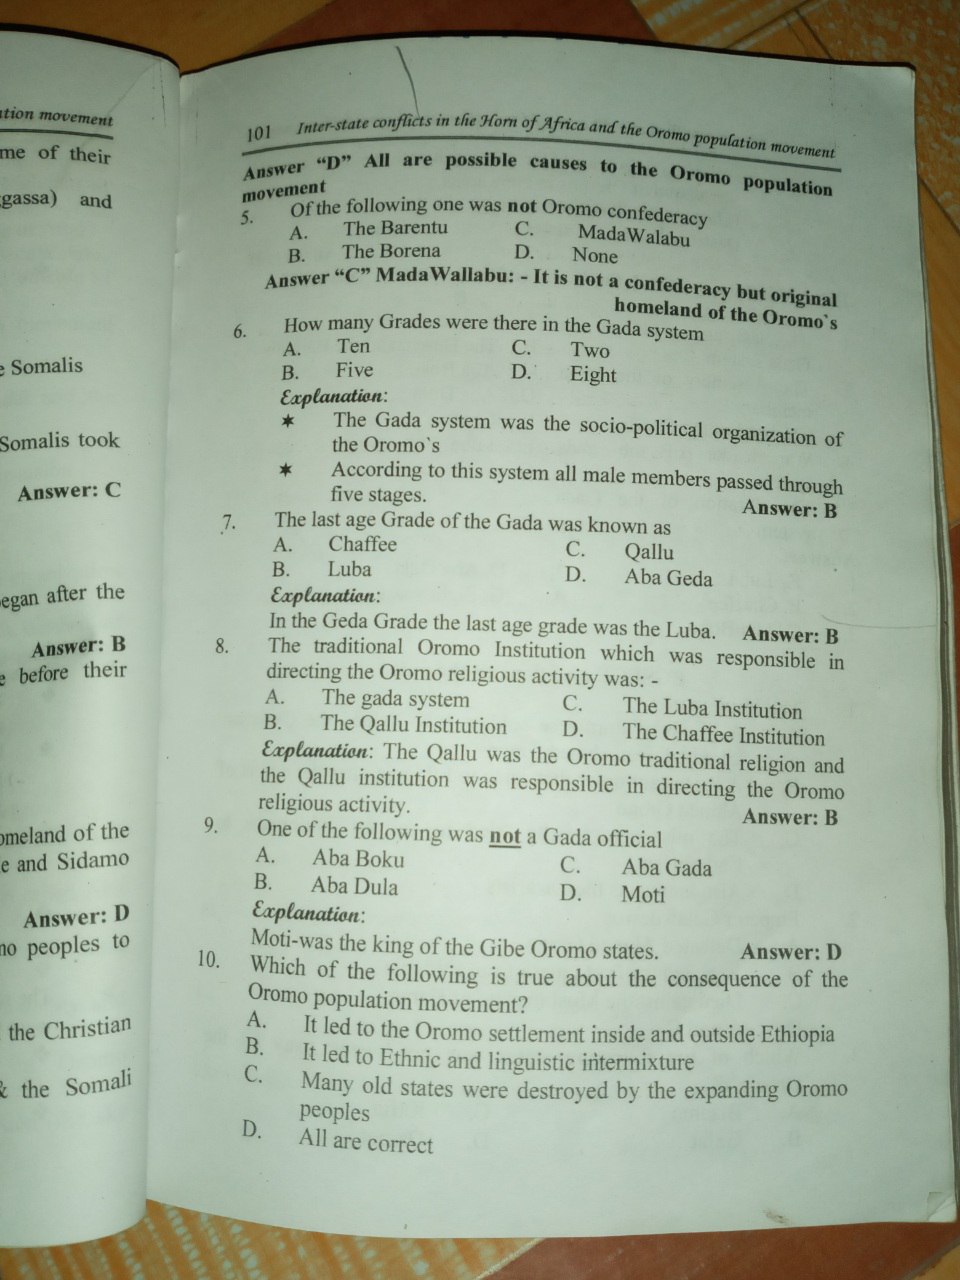 ation movement
me of their
gassa) and
e Somalis
Somalis took
Answer: C
egan after the
Answer: B
e before their
omeland of the
e and Sidamo
Answer: D
no peoples to
the Christian
& the Somali
101 Inter-state conflicts in the Horn of Africa and the Oromo population movement
Answer “D” All are possible causes to the Oromo population
movement
5. Of the following one was not Oromo confederacy
A. The Barentu C. MadaWalabu
B. The Borena D. None
Answer “C” MadaWallabu: - It is not a confederacy but original
homeland of the Oromo`s
6. How many Grades were there in the Gada system
A. Ten C. Two
B. Five D. Eight
Explanation:
✶ The Gada system was the socio-political organization of
the Oromo`s
✶ According to this system all male members passed through
five stages. Answer: B
7. The last age Grade of the Gada was known as
A. Chaffee C. Qallu
B. Luba D. Aba Geda
Explanation:
In the Geda Grade the last age grade was the Luba. Answer: B
8. The traditional Oromo Institution which was responsible in
directing the Oromo religious activity was: -
A. The gada system C. The Luba Institution
B. The Qallu Institution D. The Chaffee Institution
Explanation: The Qallu was the Oromo traditional religion and
the Qallu institution was responsible in directing the Oromo
religious activity. Answer: B
9. One of the following was not a Gada official
A. Aba Boku C. Aba Gada
B. Aba Dula D. Moti
Explanation:
Moti-was the king of the Gibe Oromo states. Answer: D
10. Which of the following is true about the consequence of the
Oromo population movement?
A. It led to the Oromo settlement inside and outside Ethiopia
B. It led to Ethnic and linguistic intermixture
C. Many old states were destroyed by the expanding Oromo
peoples
D. All are correct